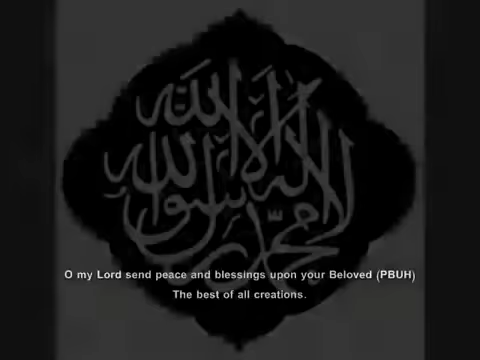 لا إله إلا الله
محمد رسول الله
O my Lord send peace and blessings upon your Beloved (PBUH)
The best of all creations.